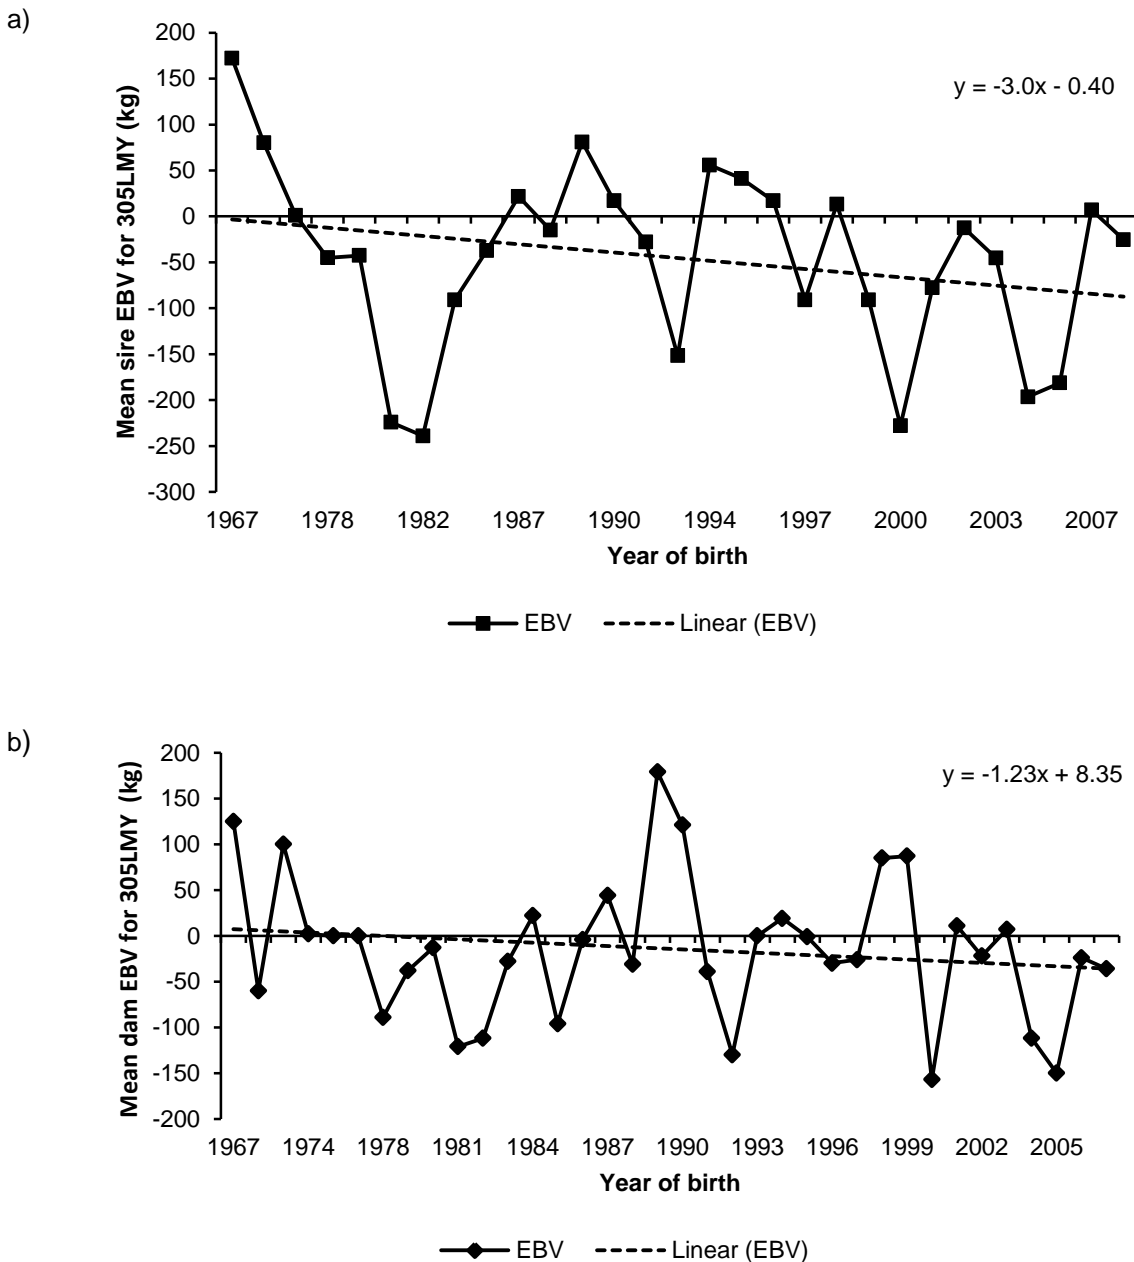 a)
200
150
100
50
0
-50
-100
-150
-200
-250
-300
Mean sire EBV for 305LMY (kg)
y = -3.0x - 0.40
1967 1978 1982 1987 1990 1994 1997 2000 2003 2007
Year of birth
EBV Linear (EBV)
b)
200
150
100
50
0
-50
-100
-150
-200
Mean dam EBV for 305LMY (kg)
y = -1.23x + 8.35
1967 1974 1978 1981 1984 1987 1990 1993 1996 1999 2002 2005
Year of birth
EBV Linear (EBV)